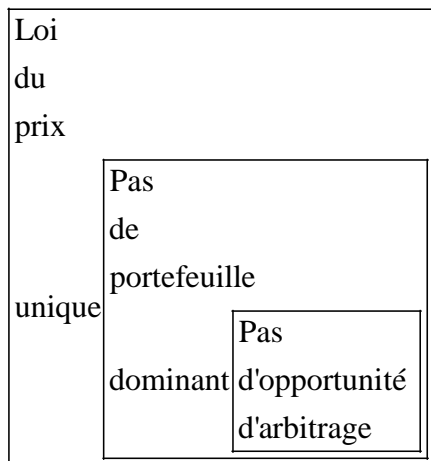 Loi
du
prix
unique
Pas
de
portefeuille
dominant
Pas
d'opportunité
d'arbitrage